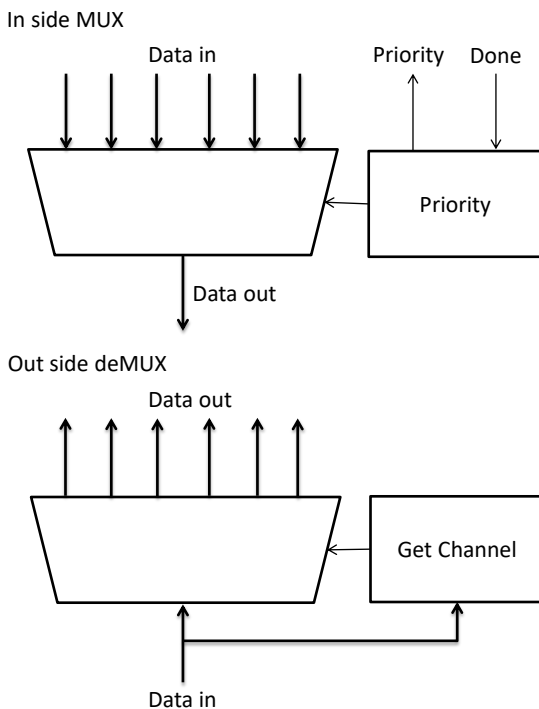 In side MUX
Data in
Priority
Done
Priority
Data out
Out side deMUX
Data out
Get Channel
Data in